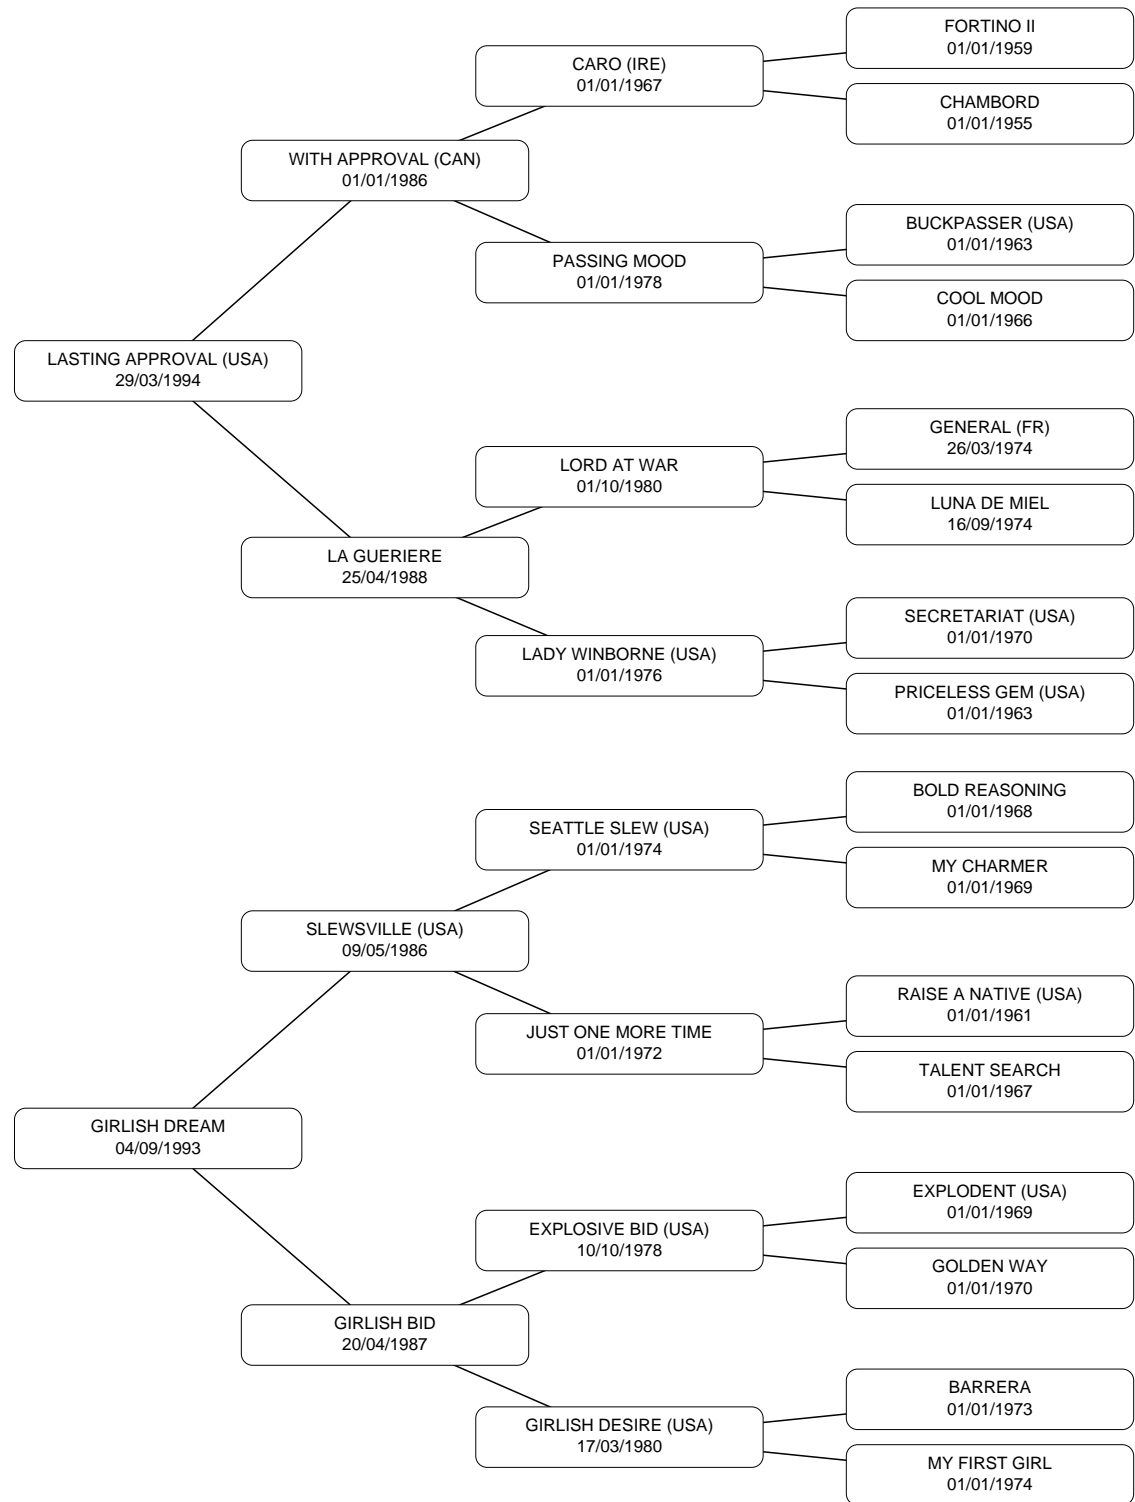 FORTINO II
01/01/1959
CARO (IRE)
01/01/1967
CHAMBORD
01/01/1955
WITH APPROVAL (CAN)
01/01/1986
BUCKPASSER (USA)
01/01/1963
PASSING MOOD
01/01/1978
COOL MOOD
01/01/1966
LASTING APPROVAL (USA)
29/03/1994
GENERAL (FR)
26/03/1974
LORD AT WAR
01/10/1980
LUNA DE MIEL
16/09/1974
LA GUERIERE
25/04/1988
SECRETARIAT (USA)
01/01/1970
LADY WINBORNE (USA)
01/01/1976
PRICELESS GEM (USA)
01/01/1963
BOLD REASONING
01/01/1968
SEATTLE SLEW (USA)
01/01/1974
MY CHARMER
01/01/1969
SLEWSVILLE (USA)
09/05/1986
RAISE A NATIVE (USA)
01/01/1961
JUST ONE MORE TIME
01/01/1972
TALENT SEARCH
01/01/1967
GIRLISH DREAM
04/09/1993
EXPLODENT (USA)
01/01/1969
EXPLOSIVE BID (USA)
10/10/1978
GOLDEN WAY
01/01/1970
GIRLISH BID
20/04/1987
BARRERA
01/01/1973
GIRLISH DESIRE (USA)
17/03/1980
MY FIRST GIRL
01/01/1974